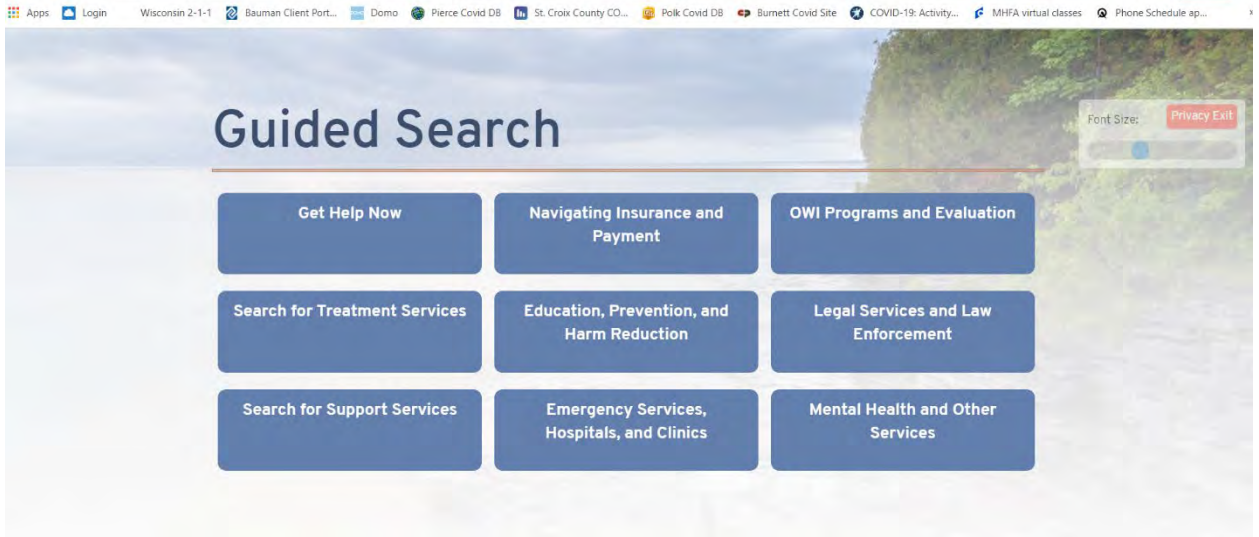 Apps Login Wisconsin 2-1-1 Bauman Client Port... Domo Pierce Covid DB St. Croix County CO... Polk Covid DB Burnett Covid Site COVID-19: Activity... MHFA virtual classes Phone Schedule ap...
Guided Search
Font Size: Privacy Exit
Get Help Now
Navigating Insurance and
Payment
OWI Programs and Evaluation
Search for Treatment Services
Education, Prevention, and
Harm Reduction
Legal Services and Law
Enforcement
Search for Support Services
Emergency Services,
Hospitals, and Clinics
Mental Health and Other
Services